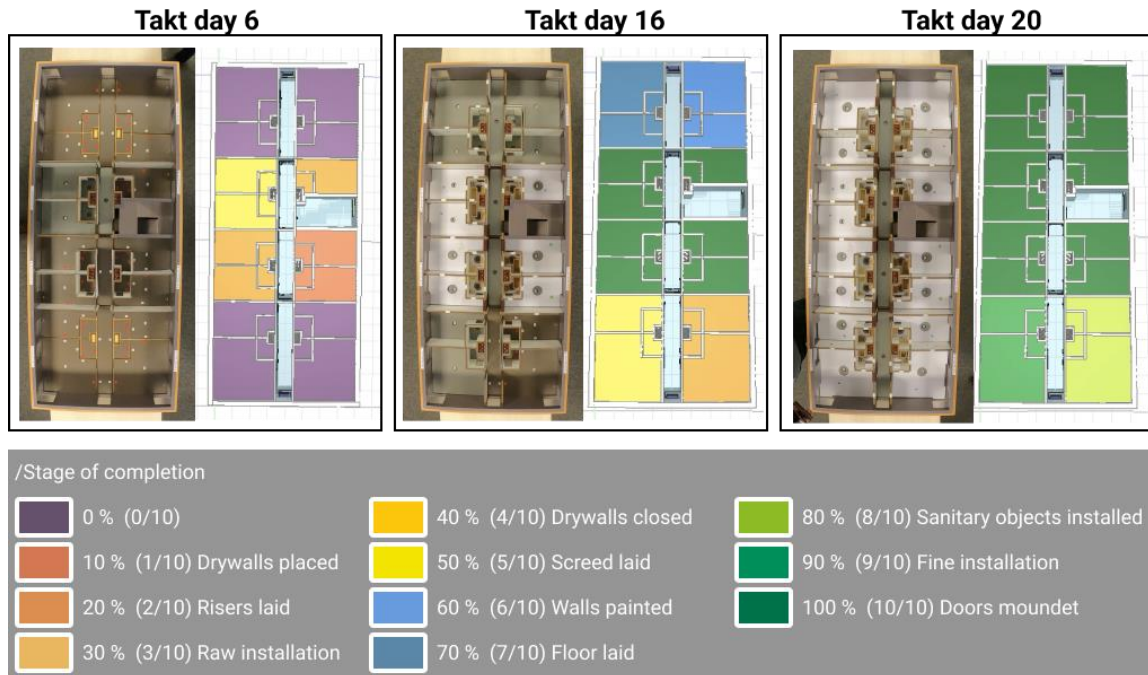 Takt day 6
Takt day 16
Takt day 20
/Stage of completion
0 % (0/10)
10 % (1/10) Drywalls placed
20 % (2/10) Risers laid
30 % (3/10) Raw installation
40 % (4/10) Drywalls closed
50 % (5/10) Screed laid
60 % (6/10) Walls painted
70 % (7/10) Floor laid
80 % (8/10) Sanitary objects installed
90 % (9/10) Fine installation
100 % (10/10) Doors moundet